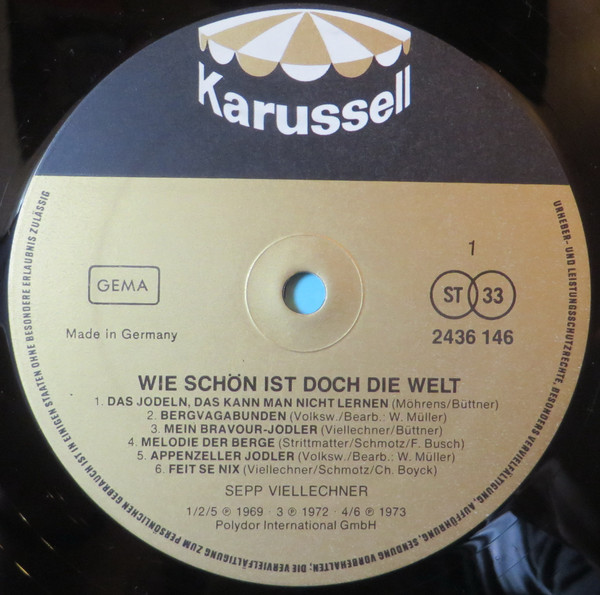 Karussell
GEMA
Made in Germany
1
ST 33
2436 146
WIE SCHÖN IST DOCH DIE WELT
1. DAS JODELN, DAS KANN MAN NICHT LERNEN (Möhrens/Büttner)
2. BERGVAGABUNDEN (Volksw./Bearb.: W. Müller)
3. MEIN BRAVOUR-JODLER (Viellechner/Büttner)
4. MELODIE DER BERGE (Strittmatter/Schmotz/F. Busch)
5. APPENZELLER JODLER (Volksw./Bearb.: W. Müller)
6. FEIT SE NIX (Viellechner/Schmotz/Ch. Boyck)
SEPP VIELLECHNER
1/2/5 ℗ 1969 · 3 ℗ 1972 · 4/6 ℗ 1973
Polydor International GmbH
URHEBER- UND LEISTUNGSSCHUTZRECHTE, BESONDERS VERVIELFÄLTIGUNG, AUFFÜHRUNG, SENDUNG VORBEHALTEN; DIE VERVIELFÄLTIGUNG ZUM PERSÖNLICHEN GEBRAUCH IST IN EINIGEN STAATEN OHNE BESONDERE ERLAUBNIS ZULÄSSIG